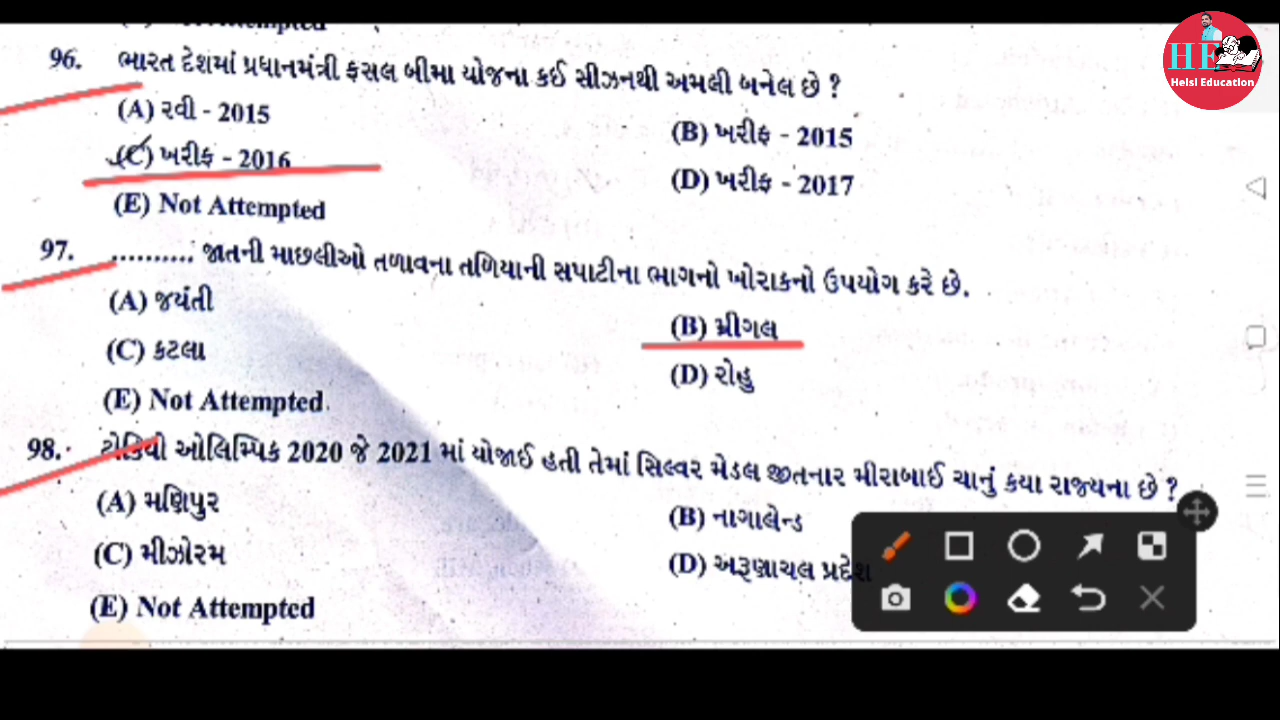 HE
Helsi Education
96. ભારત દેશમાં પ્રધાનમંત્રી ફસલ બીમા યોજના કઈ સીઝનથી અમલી બનેલ છે ?
(A) રવી - 2015
(B) ખરીફ - 2015
(C) ખરીફ - 2016
(D) ખરીફ - 2017
(E) Not Attempted
97. .......... જાતની માછલીઓ તળાવના તળિયાની સપાટીના ભાગનો ખોરાકનો ઉપયોગ કરે છે.
(A) જયંતી
(B) મ્રીગલ
(C) કટલા
(D) રોહુ
(E) Not Attempted
98. ટોકિયો ઓલિમ્પિક 2020 જે 2021 માં યોજાઈ હતી તેમાં સિલ્વર મેડલ જીતનાર મીરાબાઈ ચાનું કયા રાજ્યના છે ?
(A) મણિપુર
(B) નાગાલેન્ડ
(C) મીઝોરમ
(D) અરૂણાચલ પ્રદેશ
(E) Not Attempted